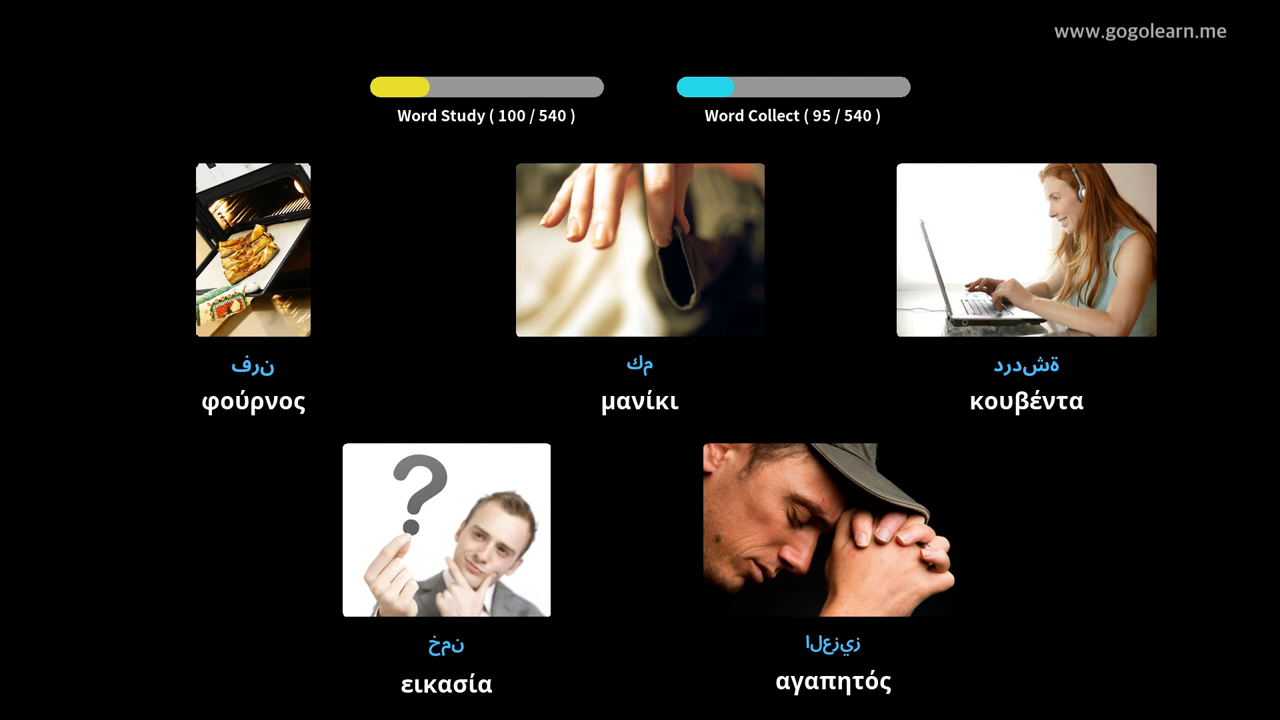 www.gogolearn.me
Word Study ( 100 / 540 )
Word Collect ( 95 / 540 )
فرن
φούρνος
كم
μανίκι
دردشة
κουβέντα
خمن
εικασία
العزيز
αγαπητός